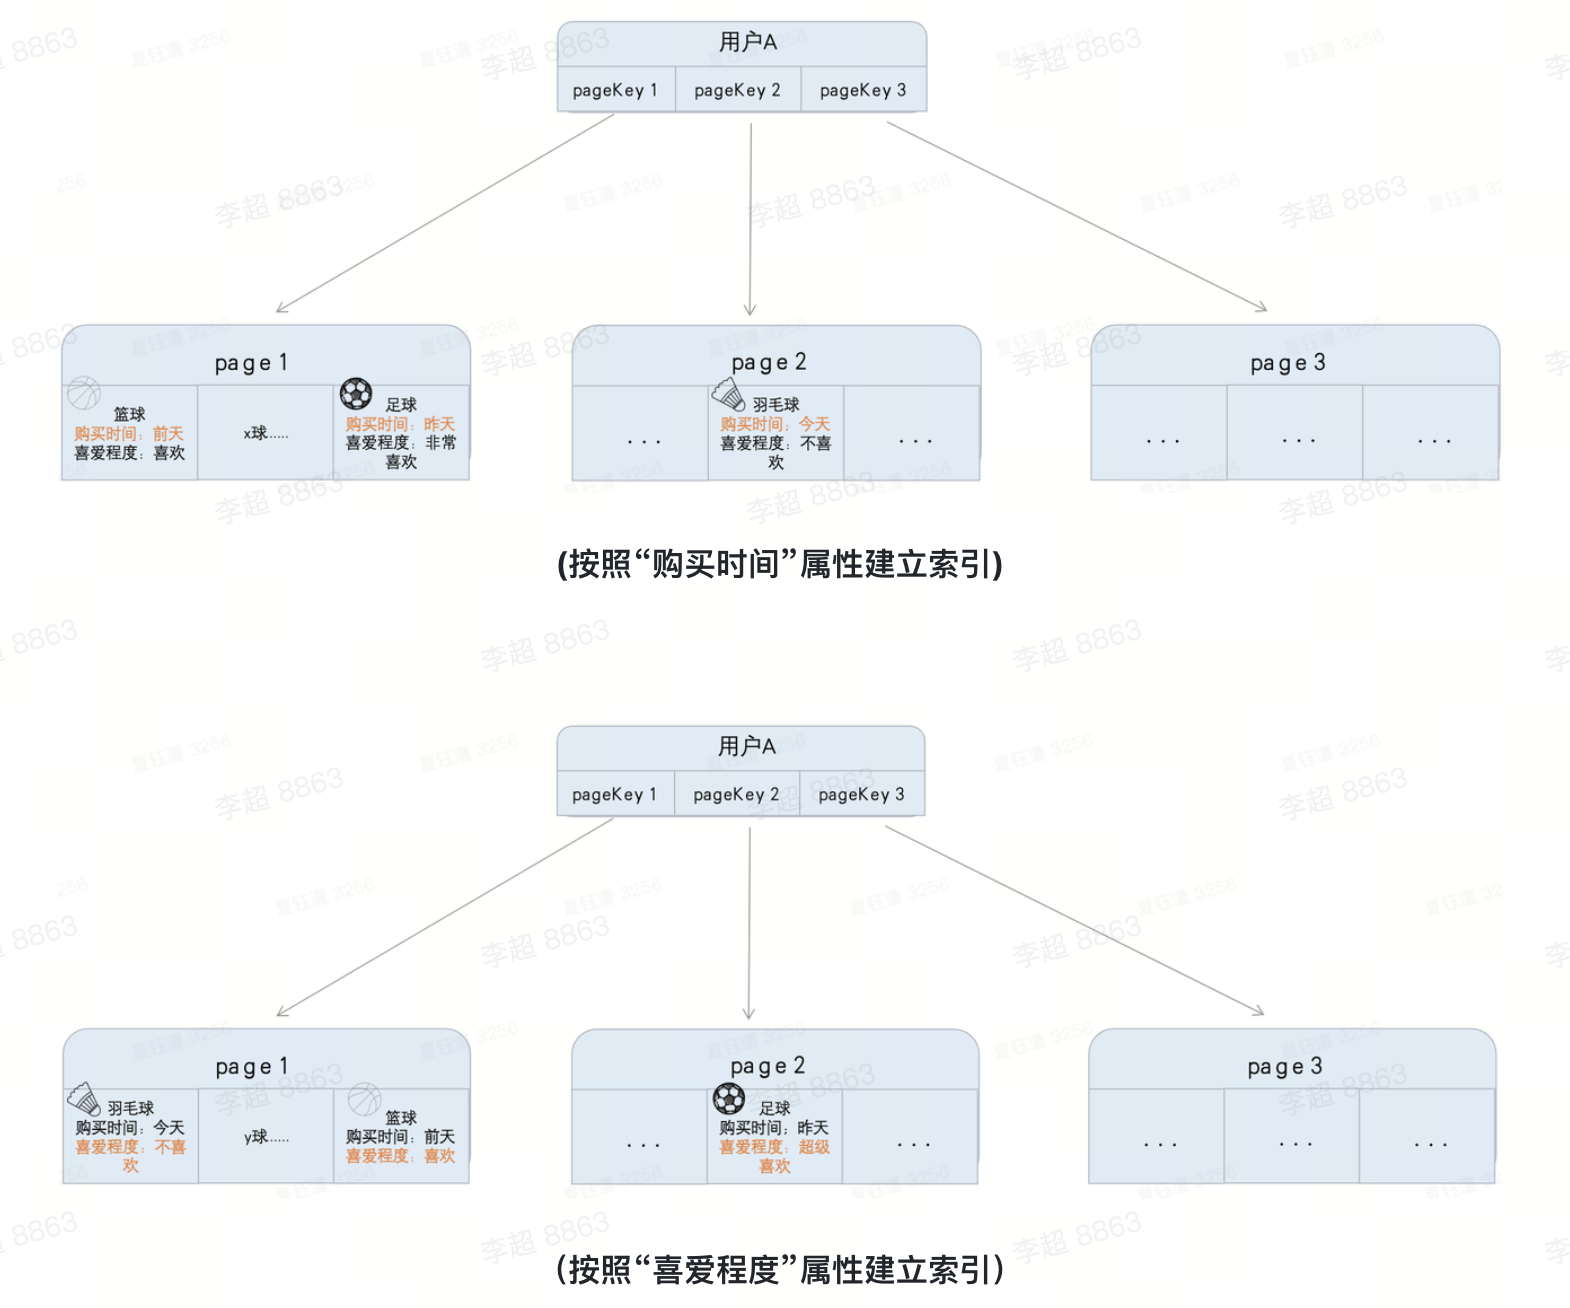 用户A
pageKey 1 pageKey 2 pageKey 3
page 1
篮球
购买时间：前天
喜爱程度：喜欢
x球.....
足球
购买时间：昨天
喜爱程度：非常
喜欢
page 2
...
羽毛球
购买时间：今天
喜爱程度：不喜
欢
...
page 3
... ... ...
(按照“购买时间”属性建立索引)
用户A
pageKey 1 pageKey 2 pageKey 3
page 1
羽毛球
购买时间：今天
喜爱程度：不喜
欢
y球.....
篮球
购买时间：前天
喜爱程度：喜欢
page 2
...
足球
购买时间：昨天
喜爱程度：超级
喜欢
...
page 3
... ... ...
（按照“喜爱程度”属性建立索引）
李超 8863